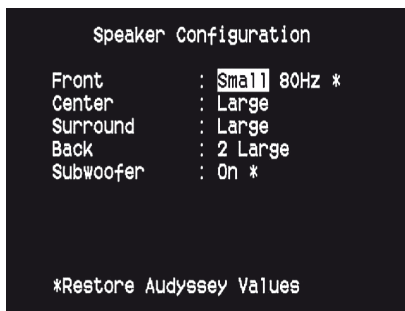 Speaker Configuration
Front : Small 80Hz *
Center : Large
Surround : Large
Back : 2 Large
Subwoofer : On *
*Restore Audyssey Values